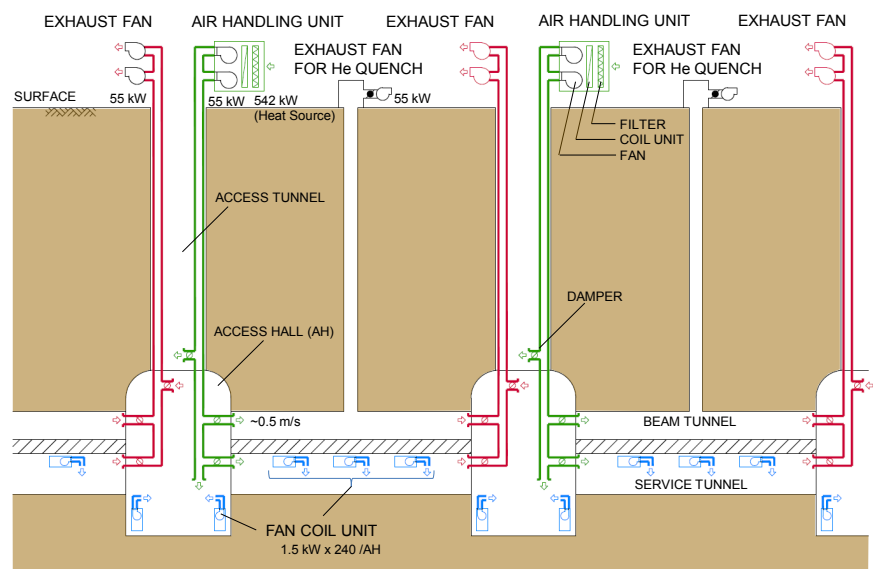 EXHAUST FAN
AIR HANDLING UNIT
EXHAUST FAN
AIR HANDLING UNIT
EXHAUST FAN
EXHAUST FAN
FOR He QUENCH
EXHAUST FAN
FOR He QUENCH
SURFACE
55 kW
55 kW
542 kW
(Heat Source)
55 kW
FILTER
COIL UNIT
FAN
ACCESS TUNNEL
DAMPER
ACCESS HALL (AH)
~0.5 m/s
BEAM TUNNEL
SERVICE TUNNEL
FAN COIL UNIT
1.5 kW x 240 /AH